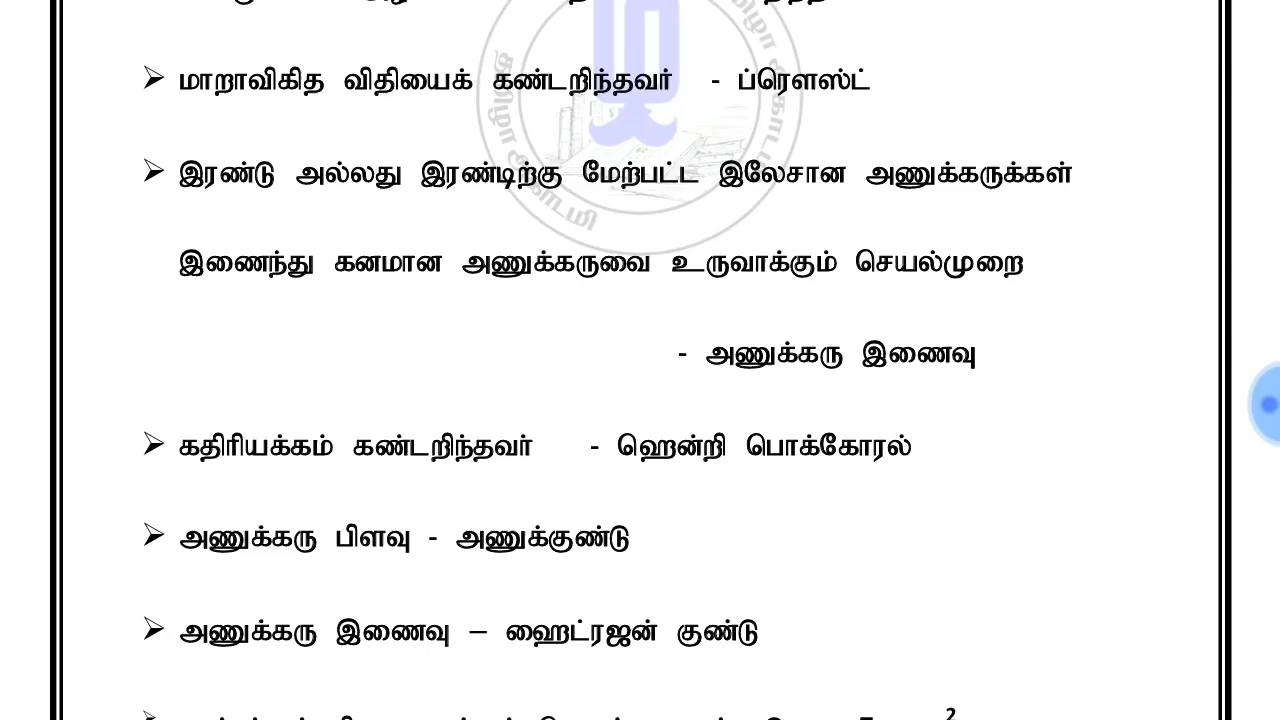 மாறாவிகித விதியைக் கண்டறிந்தவர் - ப்ரௌஸ்ட்
இரண்டு அல்லது இரண்டிற்கு மேற்பட்ட இலேசான அணுக்கருக்கள்
இணைந்து கனமான அணுக்கருவை உருவாக்கும் செயல்முறை
- அணுக்கரு இணைவு
கதிரியக்கம் கண்டறிந்தவர் - ஹென்றி பொக்கோரல்
அணுக்கரு பிளவு - அணுக்குண்டு
அணுக்கரு இணைவு – ஹைட்ரஜன் குண்டு